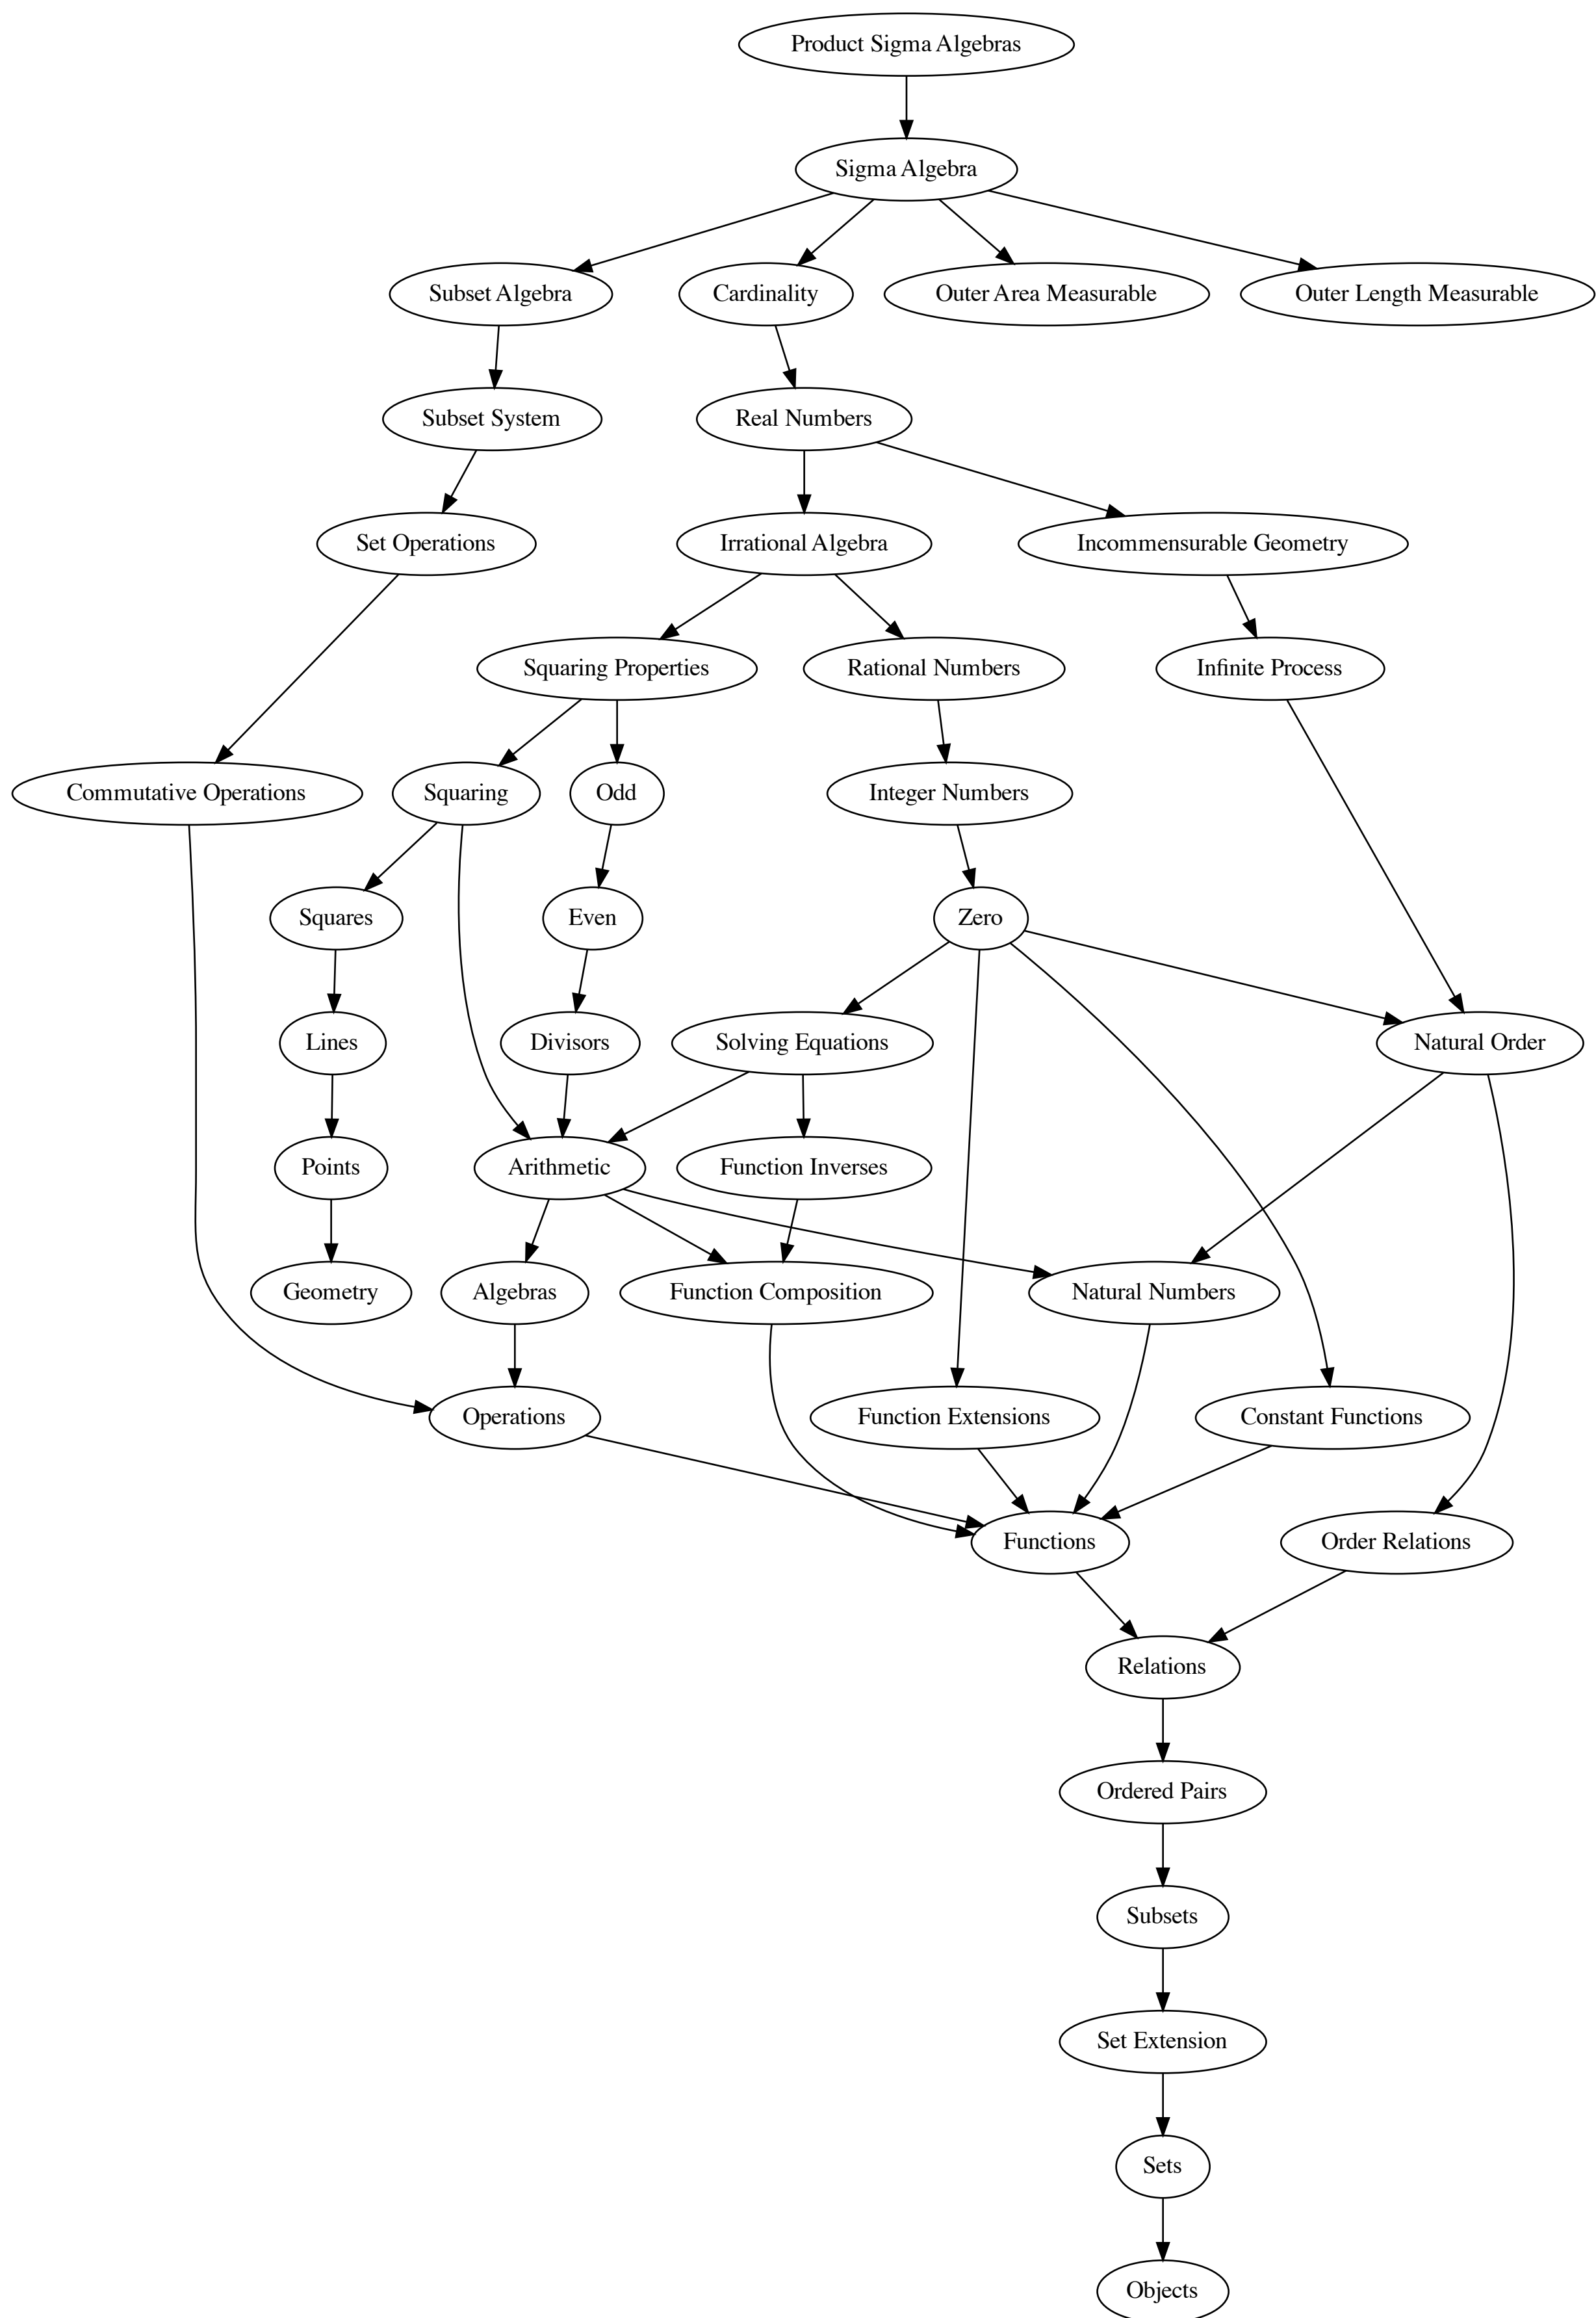 Product Sigma Algebras
Sigma Algebra
Subset Algebra
Cardinality
Outer Area Measurable
Outer Length Measurable
Subset System
Real Numbers
Set Operations
Irrational Algebra
Incommensurable Geometry
Squaring Properties
Rational Numbers
Infinite Process
Commutative Operations
Squaring
Odd
Integer Numbers
Squares
Even
Zero
Lines
Divisors
Solving Equations
Natural Order
Points
Arithmetic
Function Inverses
Geometry
Algebras
Function Composition
Natural Numbers
Operations
Function Extensions
Constant Functions
Functions
Order Relations
Relations
Ordered Pairs
Subsets
Set Extension
Sets
Objects